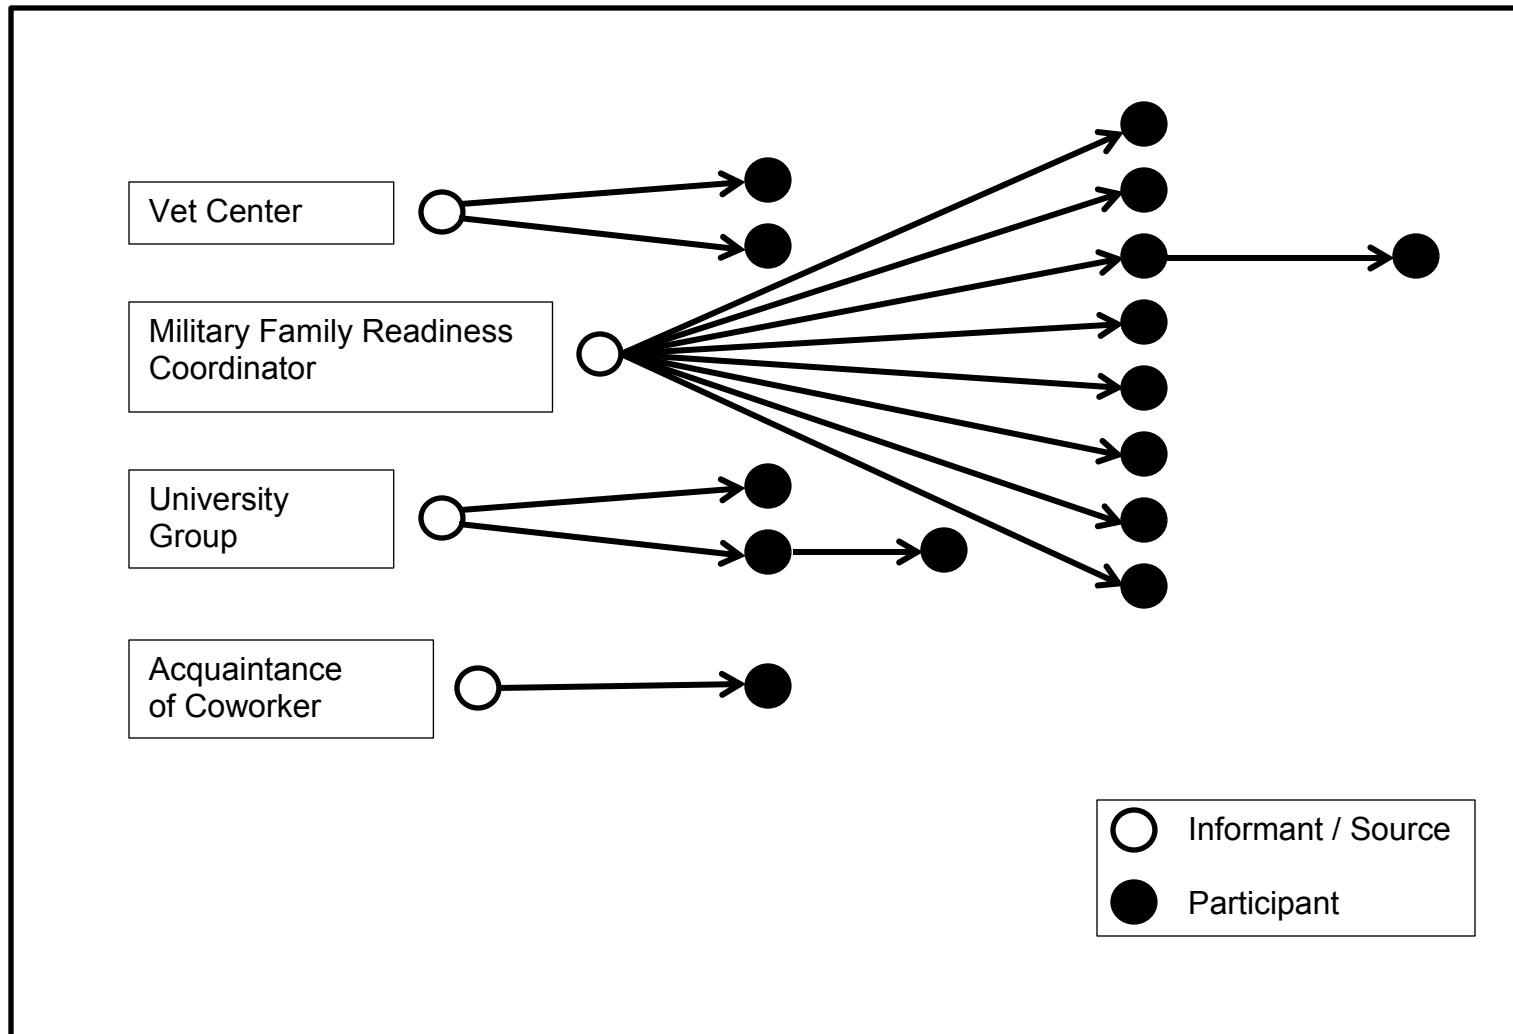 Vet Center
Military Family Readiness
Coordinator
University
Group
Acquaintance
of Coworker
Informant / Source
Participant